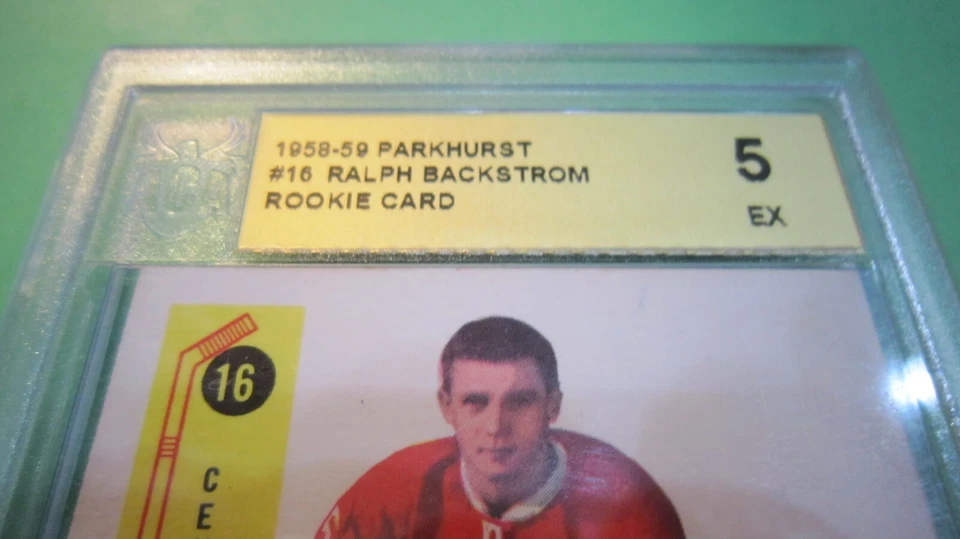 1958-59 PARKHURST
#16 RALPH BACKSTROM
ROOKIE CARD
5
EX
16
C
E